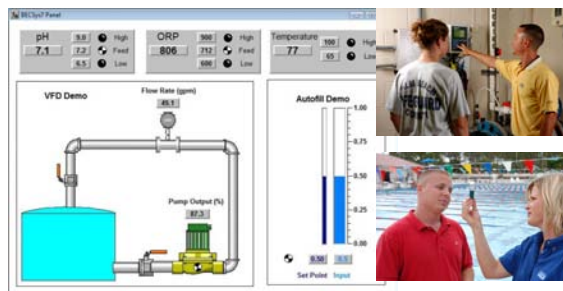 BECSys7 Panel
pH
7.1
9.0 High
7.2 Feed
6.5 Low
ORP
806
900 High
712 Feed
600 Low
Temperature
77
100 High
65 Low
VFD Demo
Flow Rate (gpm)
49.1
Pump Output (%)
87.3
Autofill Demo
1.00
0.75
0.50
0.25
0.00
0.50 0.5
Set Point Input